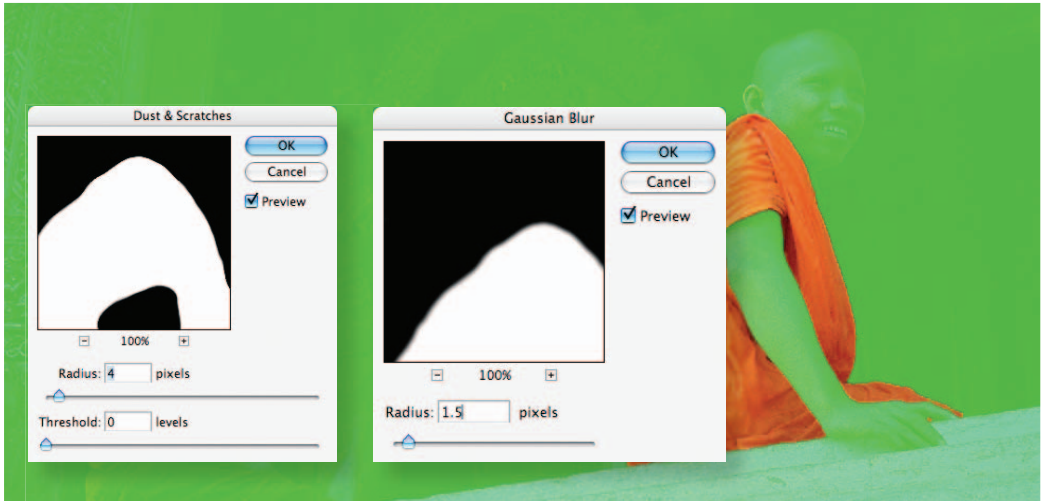 Dust & Scratches
OK
Cancel
Preview
100%
Radius: 4 pixels
Threshold: 0 levels
Gaussian Blur
OK
Cancel
Preview
100%
Radius: 1.5 pixels